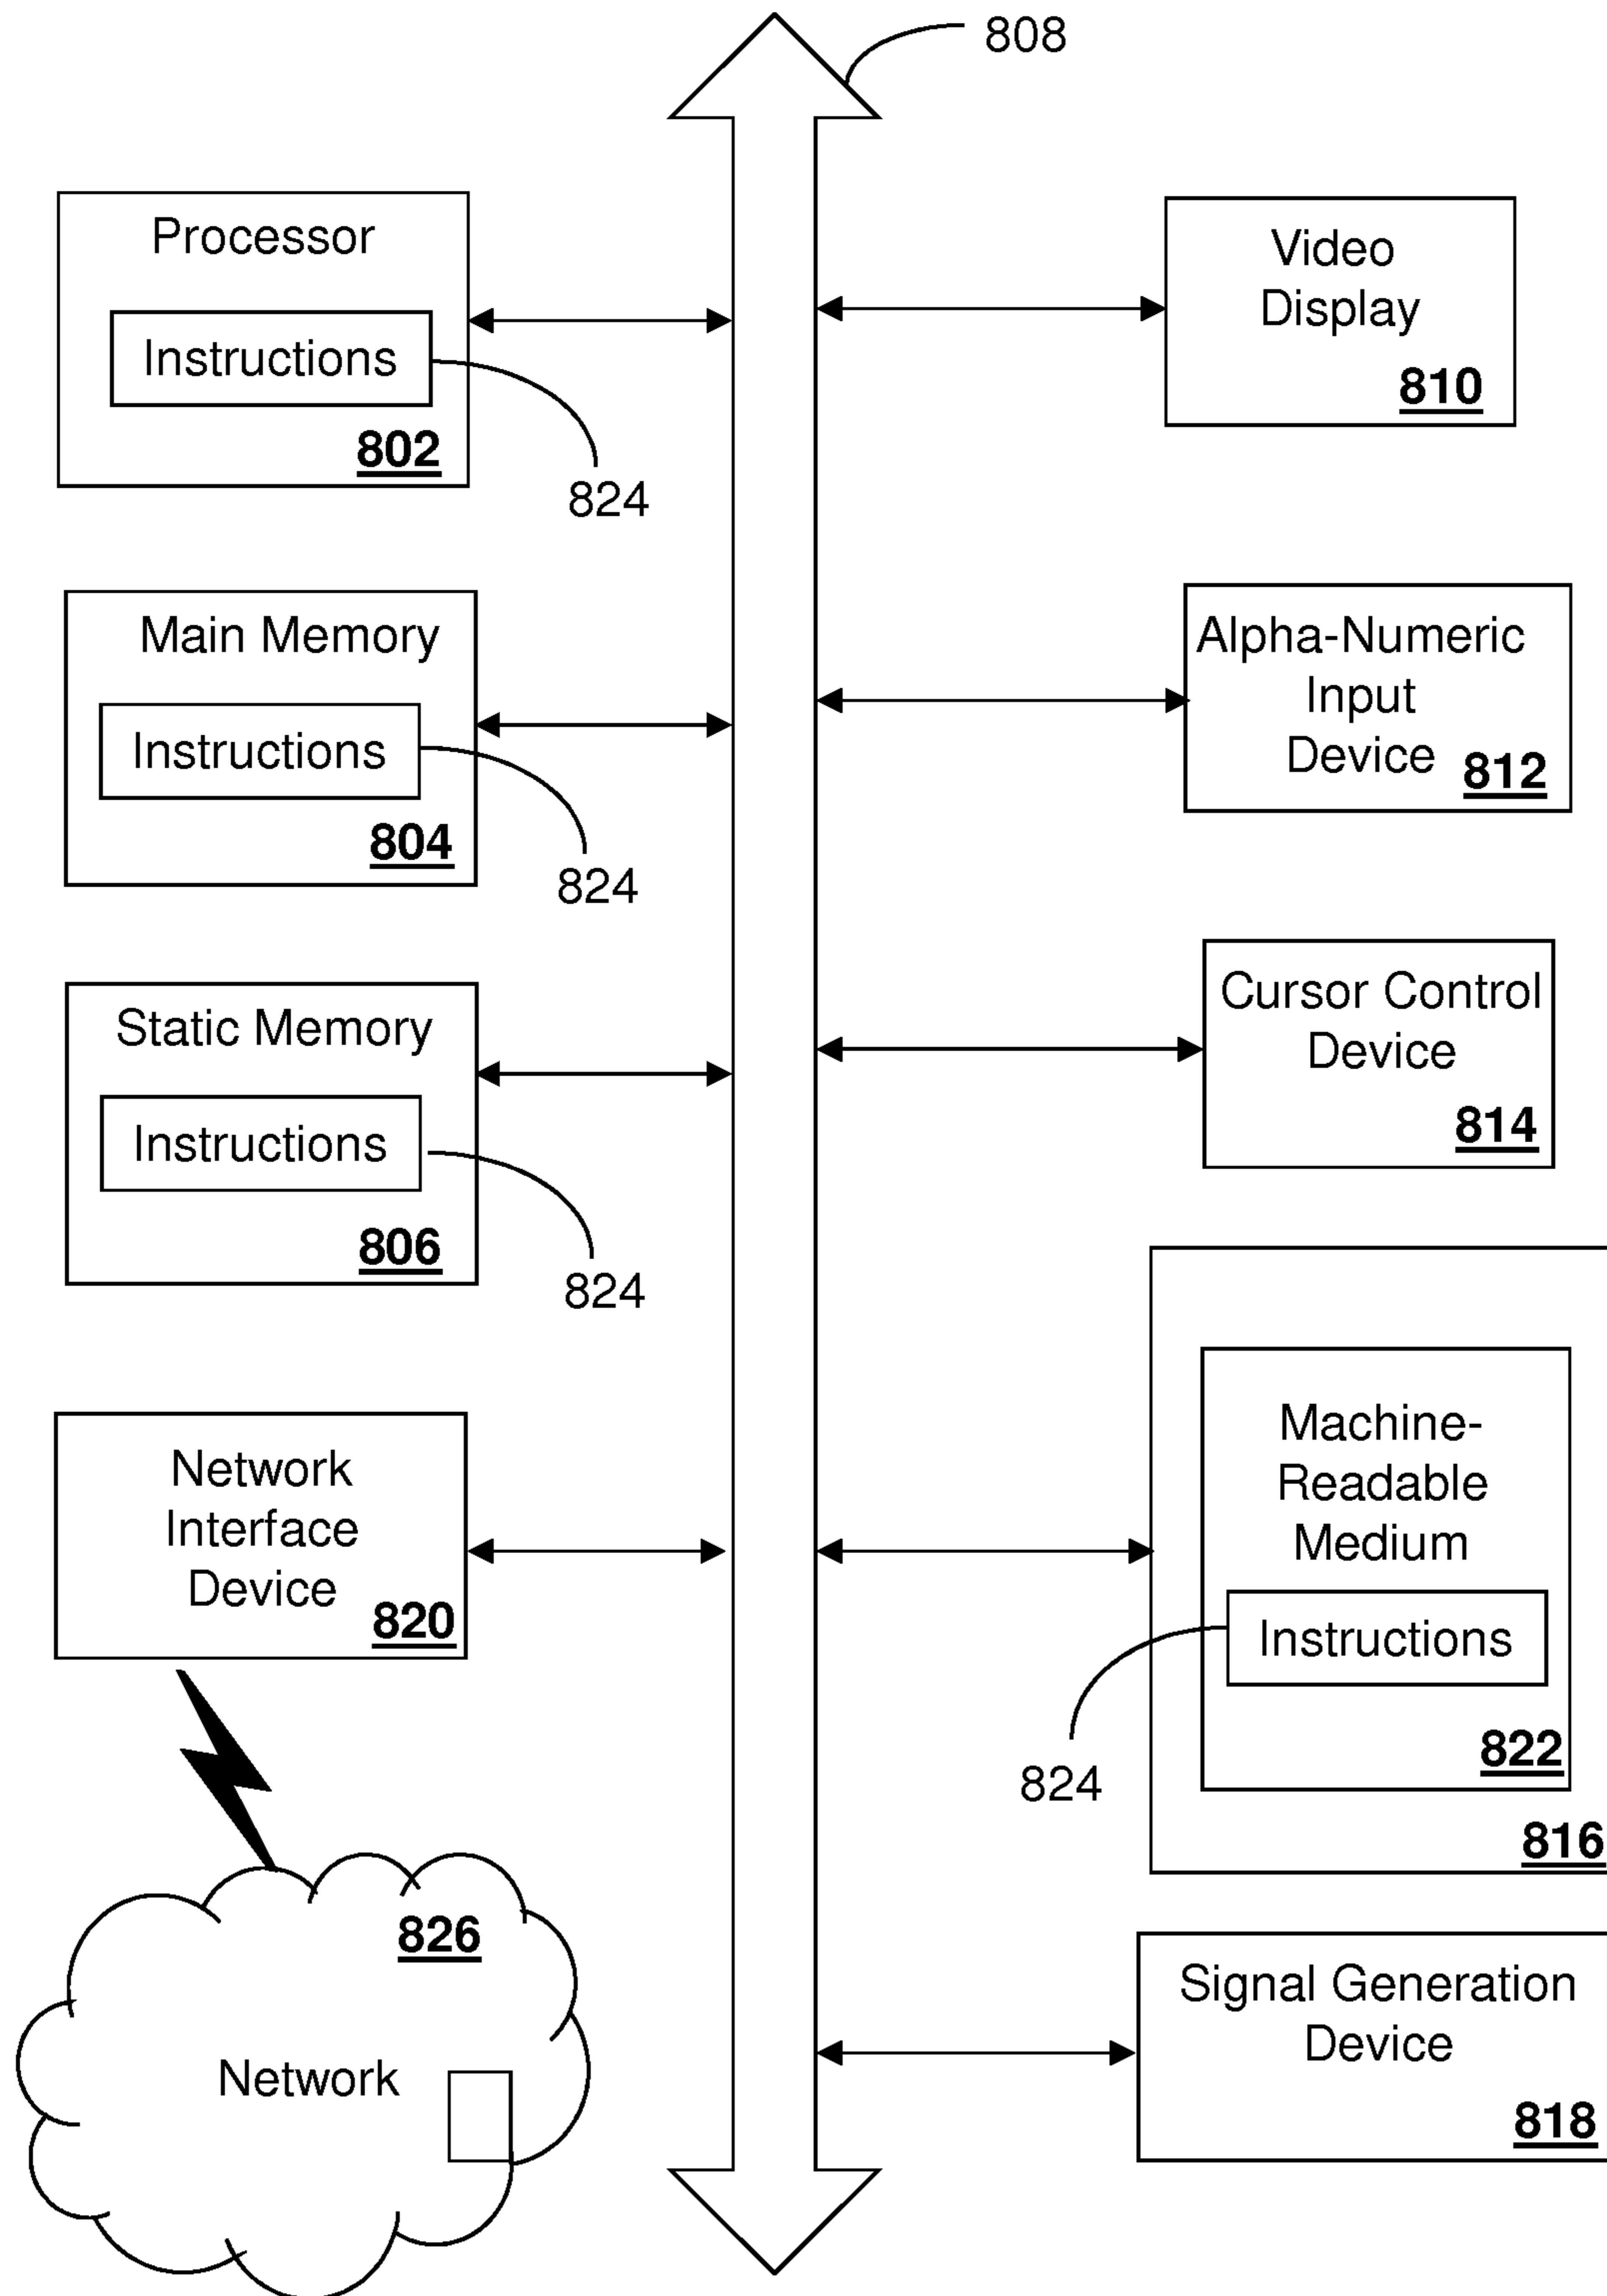 808
Processor
Instructions
802
824
Main Memory
Instructions
804
824
Static Memory
Instructions
806
824
Network
Interface
Device
820
826
Network
Video
Display
810
Alpha-Numeric
Input
Device
812
Cursor Control
Device
814
Machine-
Readable
Medium
Instructions
824
822
816
Signal Generation
Device
818